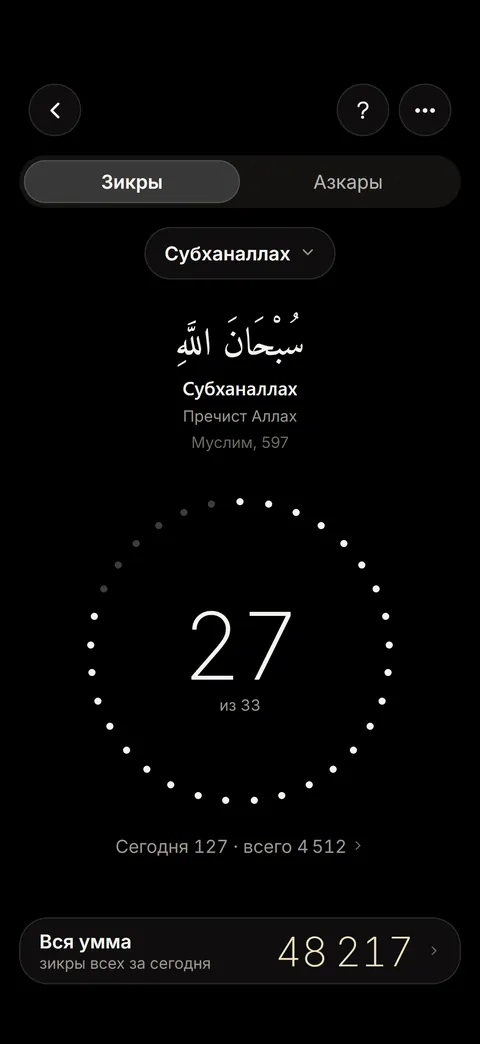 ?
Зикры
Азкары
Субханаллах
سُبْحَانَ اللَّهِ
Субханаллах
Пречист Аллах
Муслим, 597
27
из 33
Сегодня 127 · всего 4 512
Вся умма
48 217
зикры всех за сегодня